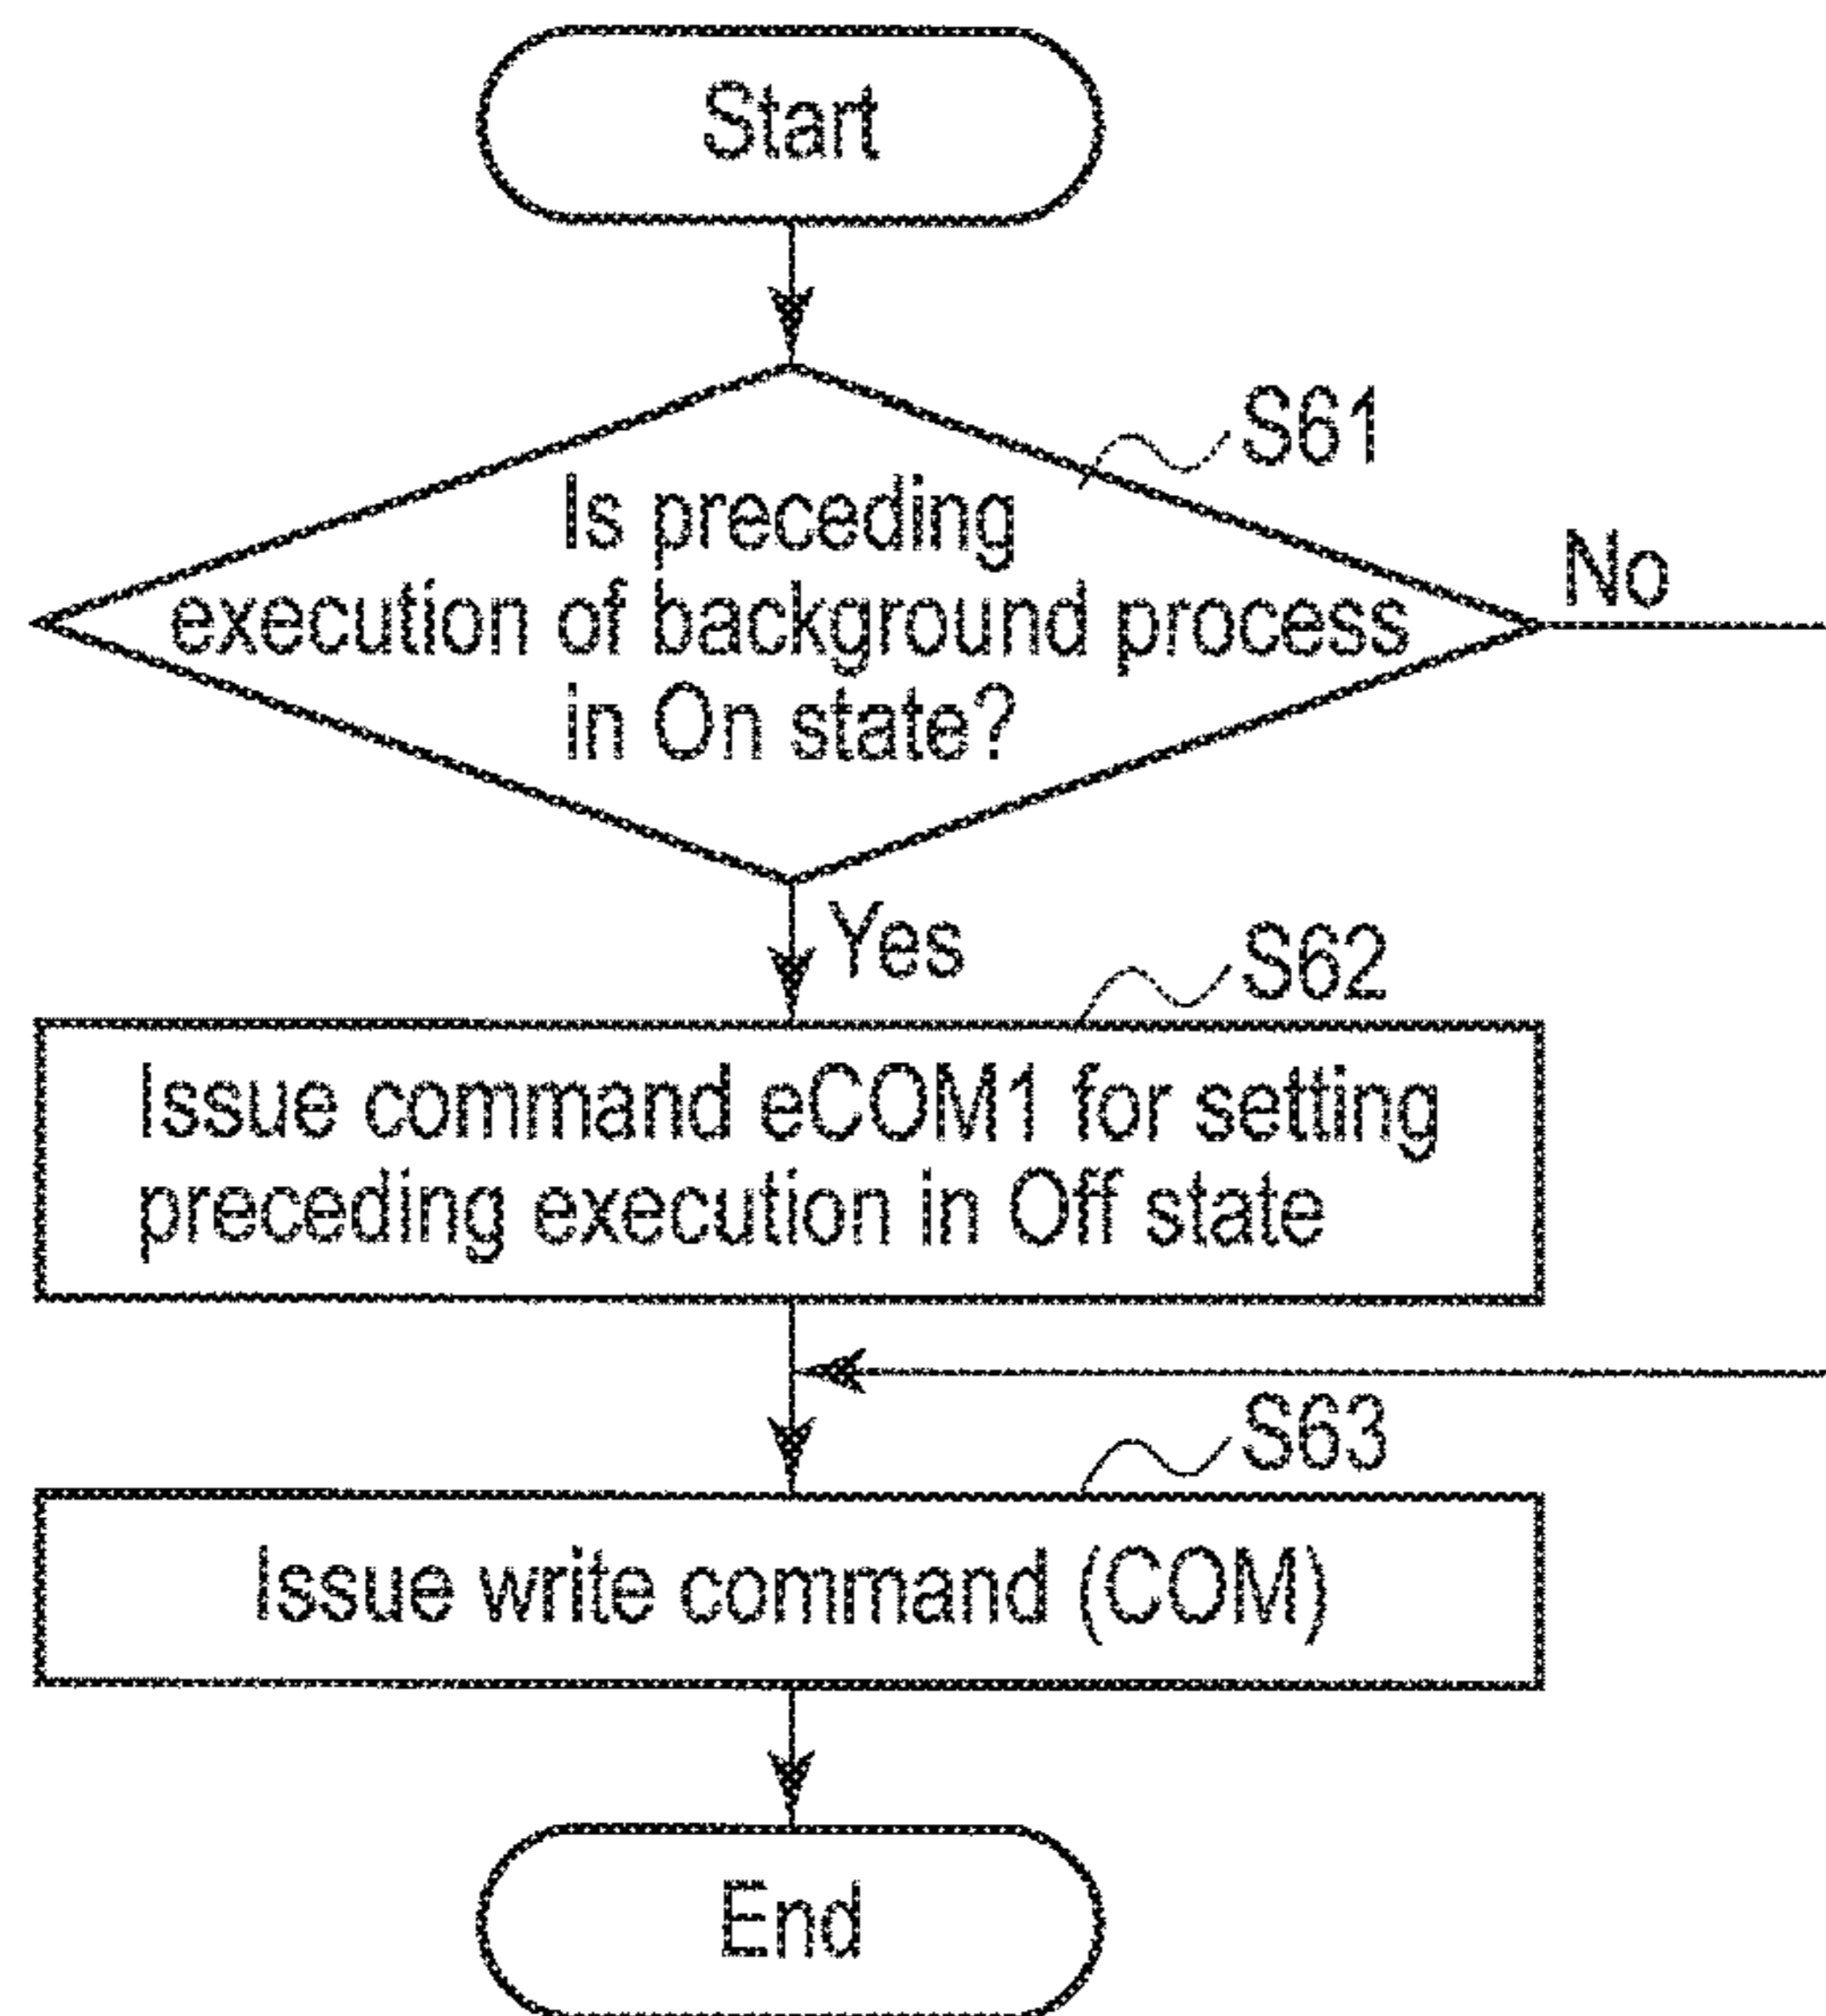 Start
S61
Is preceding
execution of background process
in On state?
No
Yes
S62
Issue command eCOM1 for setting
preceding execution in Off state
S63
Issue write command (COM)
End